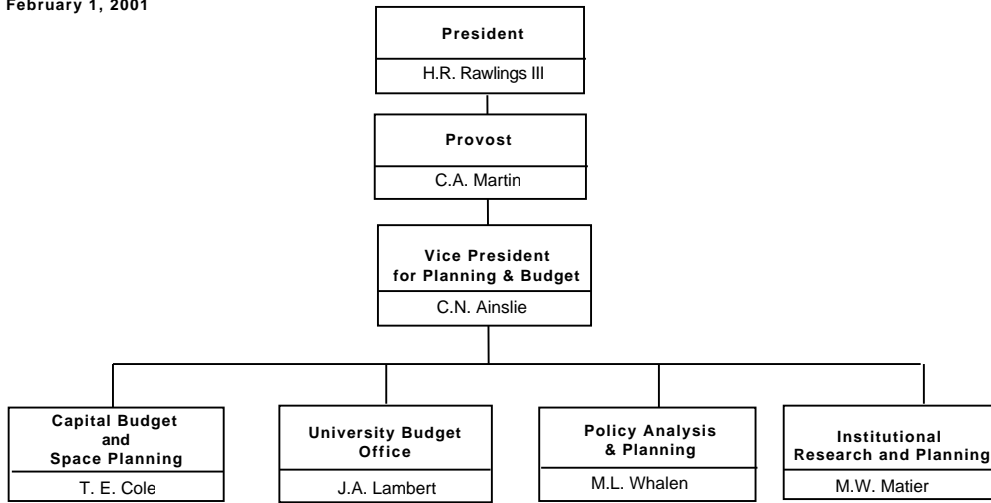 February 1, 2001
President
H.R. Rawlings III
Provost
C.A. Martin
Vice President
for Planning & Budget
C.N. Ainslie
Capital Budget
and
Space Planning
T. E. Cole
University Budget
Office
J.A. Lambert
Policy Analysis
& Planning
M.L. Whalen
Institutional
Research and Planning
M.W. Matier